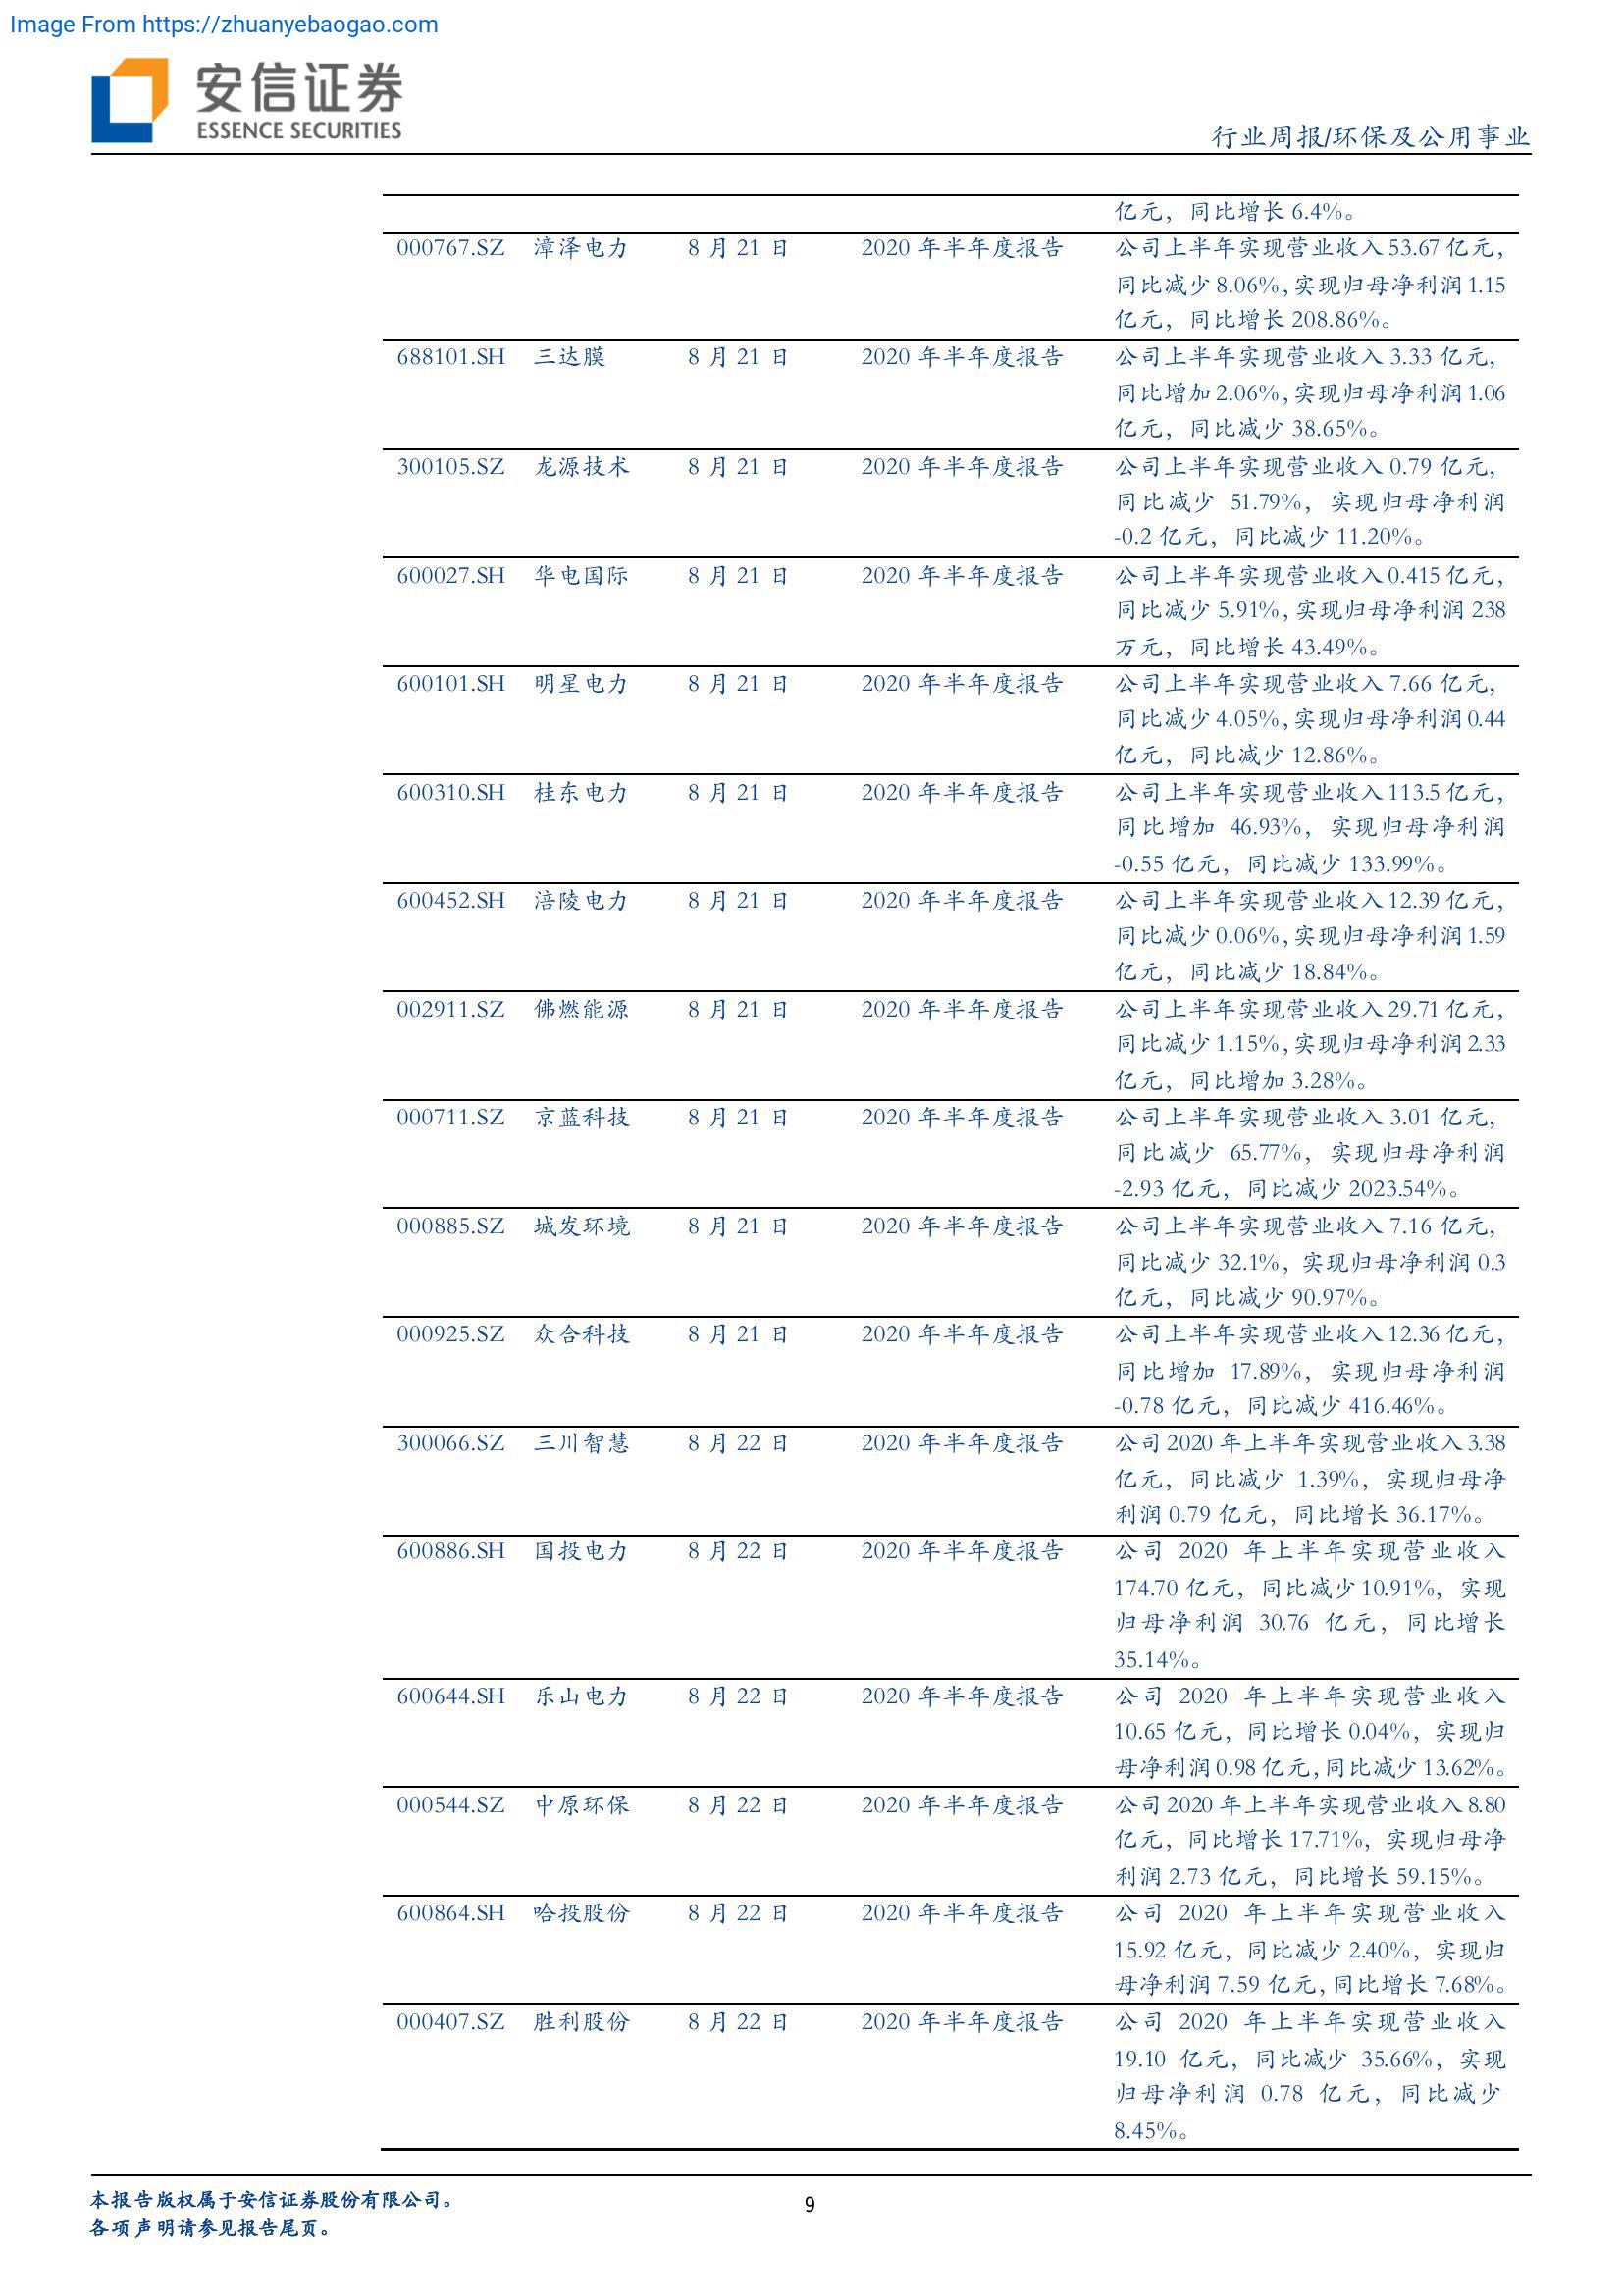 Image From https://zhuanyebaogao.com
安信证券
ESSENCE SECURITIES
行业周报/环保及公用事业
亿元，同比增长 6.4%。
000767.SZ 漳泽电力 8 月 21 日 2020 年半年度报告 公司上半年实现营业收入 53.67 亿元，
同比减少 8.06%，实现归母净利润 1.15
亿元，同比增长 208.86%。
688101.SH 三达膜 8 月 21 日 2020 年半年度报告 公司上半年实现营业收入 3.33 亿元，
同比增加 2.06%，实现归母净利润 1.06
亿元，同比减少 38.65%。
300105.SZ 龙源技术 8 月 21 日 2020 年半年度报告 公司上半年实现营业收入 0.79 亿元，
同比减少 51.79%，实现归母净利润
-0.2 亿元，同比减少 11.20%。
600027.SH 华电国际 8 月 21 日 2020 年半年度报告 公司上半年实现营业收入 0.415 亿元，
同比减少 5.91%，实现归母净利润 238
万元，同比增长 43.49%。
600101.SH 明星电力 8 月 21 日 2020 年半年度报告 公司上半年实现营业收入 7.66 亿元，
同比减少 4.05%，实现归母净利润 0.44
亿元，同比减少 12.86%。
600310.SH 桂东电力 8 月 21 日 2020 年半年度报告 公司上半年实现营业收入 113.5 亿元，
同比增加 46.93%，实现归母净利润
-0.55 亿元，同比减少 133.99%。
600452.SH 涪陵电力 8 月 21 日 2020 年半年度报告 公司上半年实现营业收入 12.39 亿元，
同比减少 0.06%，实现归母净利润 1.59
亿元，同比减少 18.84%。
002911.SZ 佛燃能源 8 月 21 日 2020 年半年度报告 公司上半年实现营业收入 29.71 亿元，
同比减少 1.15%，实现归母净利润 2.33
亿元，同比增加 3.28%。
000711.SZ 京蓝科技 8 月 21 日 2020 年半年度报告 公司上半年实现营业收入 3.01 亿元，
同比减少 65.77%，实现归母净利润
-2.93 亿元，同比减少 2023.54%。
000885.SZ 城发环境 8 月 21 日 2020 年半年度报告 公司上半年实现营业收入 7.16 亿元，
同比减少 32.1%，实现归母净利润 0.3
亿元，同比减少 90.97%。
000925.SZ 众合科技 8 月 21 日 2020 年半年度报告 公司上半年实现营业收入 12.36 亿元，
同比增加 17.89%，实现归母净利润
-0.78 亿元，同比减少 416.46%。
300066.SZ 三川智慧 8 月 22 日 2020 年半年度报告 公司 2020 年上半年实现营业收入 3.38
亿元，同比减少 1.39%，实现归母净
利润 0.79 亿元，同比增长 36.17%。
600886.SH 国投电力 8 月 22 日 2020 年半年度报告 公司 2020 年上半年实现营业收入
174.70 亿元，同比减少 10.91%，实现
归母净利润 30.76 亿元，同比增长
35.14%。
600644.SH 乐山电力 8 月 22 日 2020 年半年度报告 公司 2020 年上半年实现营业收入
10.65 亿元，同比增长 0.04%，实现归
母净利润 0.98 亿元，同比减少 13.62%。
000544.SZ 中原环保 8 月 22 日 2020 年半年度报告 公司 2020 年上半年实现营业收入 8.80
亿元，同比增长 17.71%，实现归母净
利润 2.73 亿元，同比增长 59.15%。
600864.SH 哈投股份 8 月 22 日 2020 年半年度报告 公司 2020 年上半年实现营业收入
15.92 亿元，同比减少 2.40%，实现归
母净利润 7.59 亿元，同比增长 7.68%。
000407.SZ 胜利股份 8 月 22 日 2020 年半年度报告 公司 2020 年上半年实现营业收入
19.10 亿元，同比减少 35.66%，实现
归母净利润 0.78 亿元，同比减少
8.45%。
本报告版权属于安信证券股份有限公司。
9
各项声明请参见报告尾页。